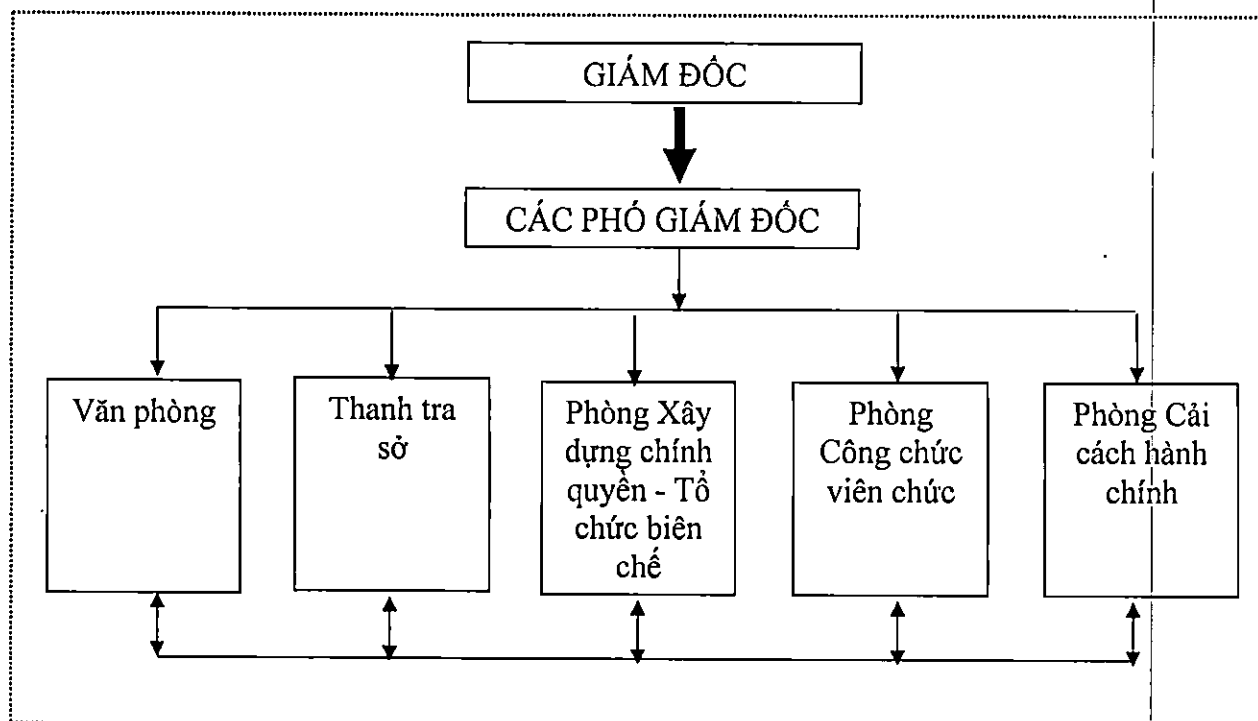 GIÁM ĐỐC
CÁC PHÓ GIÁM ĐỐC
Văn phòng
Thanh tra
sở
Phòng Xây
dựng chính
quyền - Tổ
chức biên
chế
Phòng
Công chức
viên chức
Phòng Cải
cách hành
chính